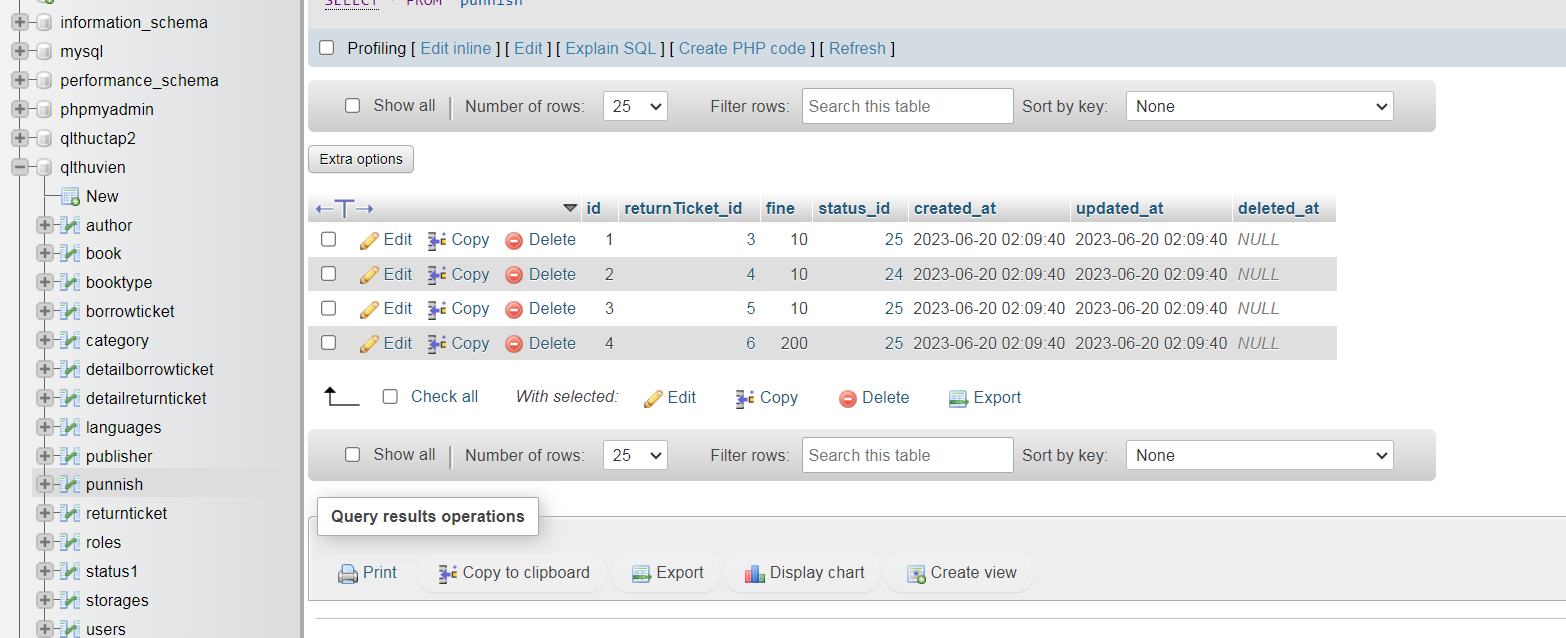 SELECT * FROM `punnish`
information_schema
mysql
performance_schema
phpmyadmin
qlthuctap2
qlthuvien
New
author
book
booktype
borrowticket
category
detailborrowticket
detailreturnticket
languages
publisher
punnish
returnticket
roles
status1
storages
users
Profiling [ Edit inline ] [ Edit ] [ Explain SQL ] [ Create PHP code ] [ Refresh ]
Show all | Number of rows: 25 Filter rows: Search this table Sort by key: None
Extra options
id returnTicket_id fine status_id created_at updated_at deleted_at
Edit Copy Delete 1 3 10 25 2023-06-20 02:09:40 2023-06-20 02:09:40 NULL
Edit Copy Delete 2 4 10 24 2023-06-20 02:09:40 2023-06-20 02:09:40 NULL
Edit Copy Delete 3 5 10 25 2023-06-20 02:09:40 2023-06-20 02:09:40 NULL
Edit Copy Delete 4 6 200 25 2023-06-20 02:09:40 2023-06-20 02:09:40 NULL
Check all With selected: Edit Copy Delete Export
Show all | Number of rows: 25 Filter rows: Search this table Sort by key: None
Query results operations
Print Copy to clipboard Export Display chart Create view